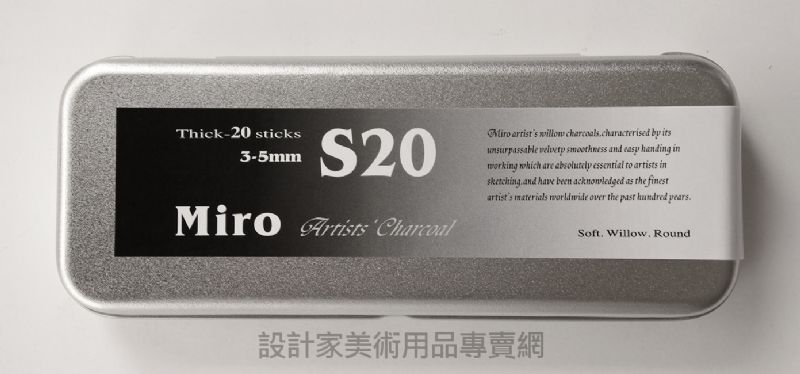 Thick-20 sticks
3-5mm
S20
Miro Artists' Charcoal
Miro artist's willow charcoals, characterised by its
unsurpassable velvety smoothness and easy handing in
working which are absolutely essential to artists in
sketching, and have been acknowledged as the finest
artist's materials worldwide over the past hundred years.
Soft. Willow. Round
設計家美術用品專賣網